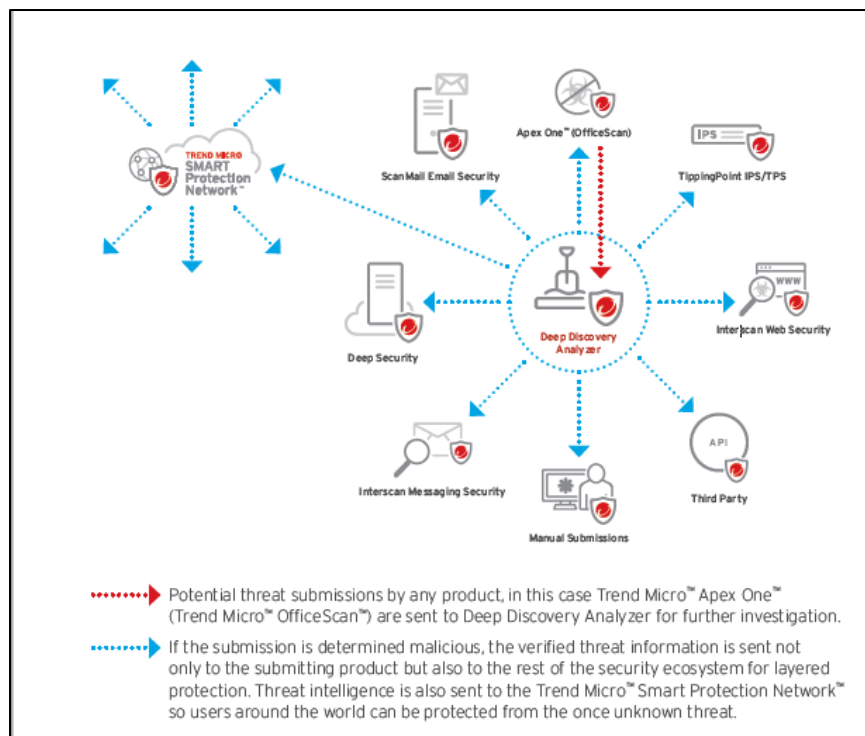 TREND MICRO
SMART
Protection
Network™
ScanMail Email Security
Apex One™ (OfficeScan)
IPS
TippingPoint IPS/TPS
Deep Security
Deep Discovery
Analyzer
WWW
Interscan Web Security
Interscan Messaging Security
Manual Submissions
API
Third Party
Potential threat submissions by any product, in this case Trend Micro™ Apex One™
(Trend Micro™ OfficeScan™) are sent to Deep Discovery Analyzer for further investigation.
If the submission is determined malicious, the verified threat information is sent not
only to the submitting product but also to the rest of the security ecosystem for layered
protection. Threat intelligence is also sent to the Trend Micro™ Smart Protection Network™
so users around the world can be protected from the once unknown threat.